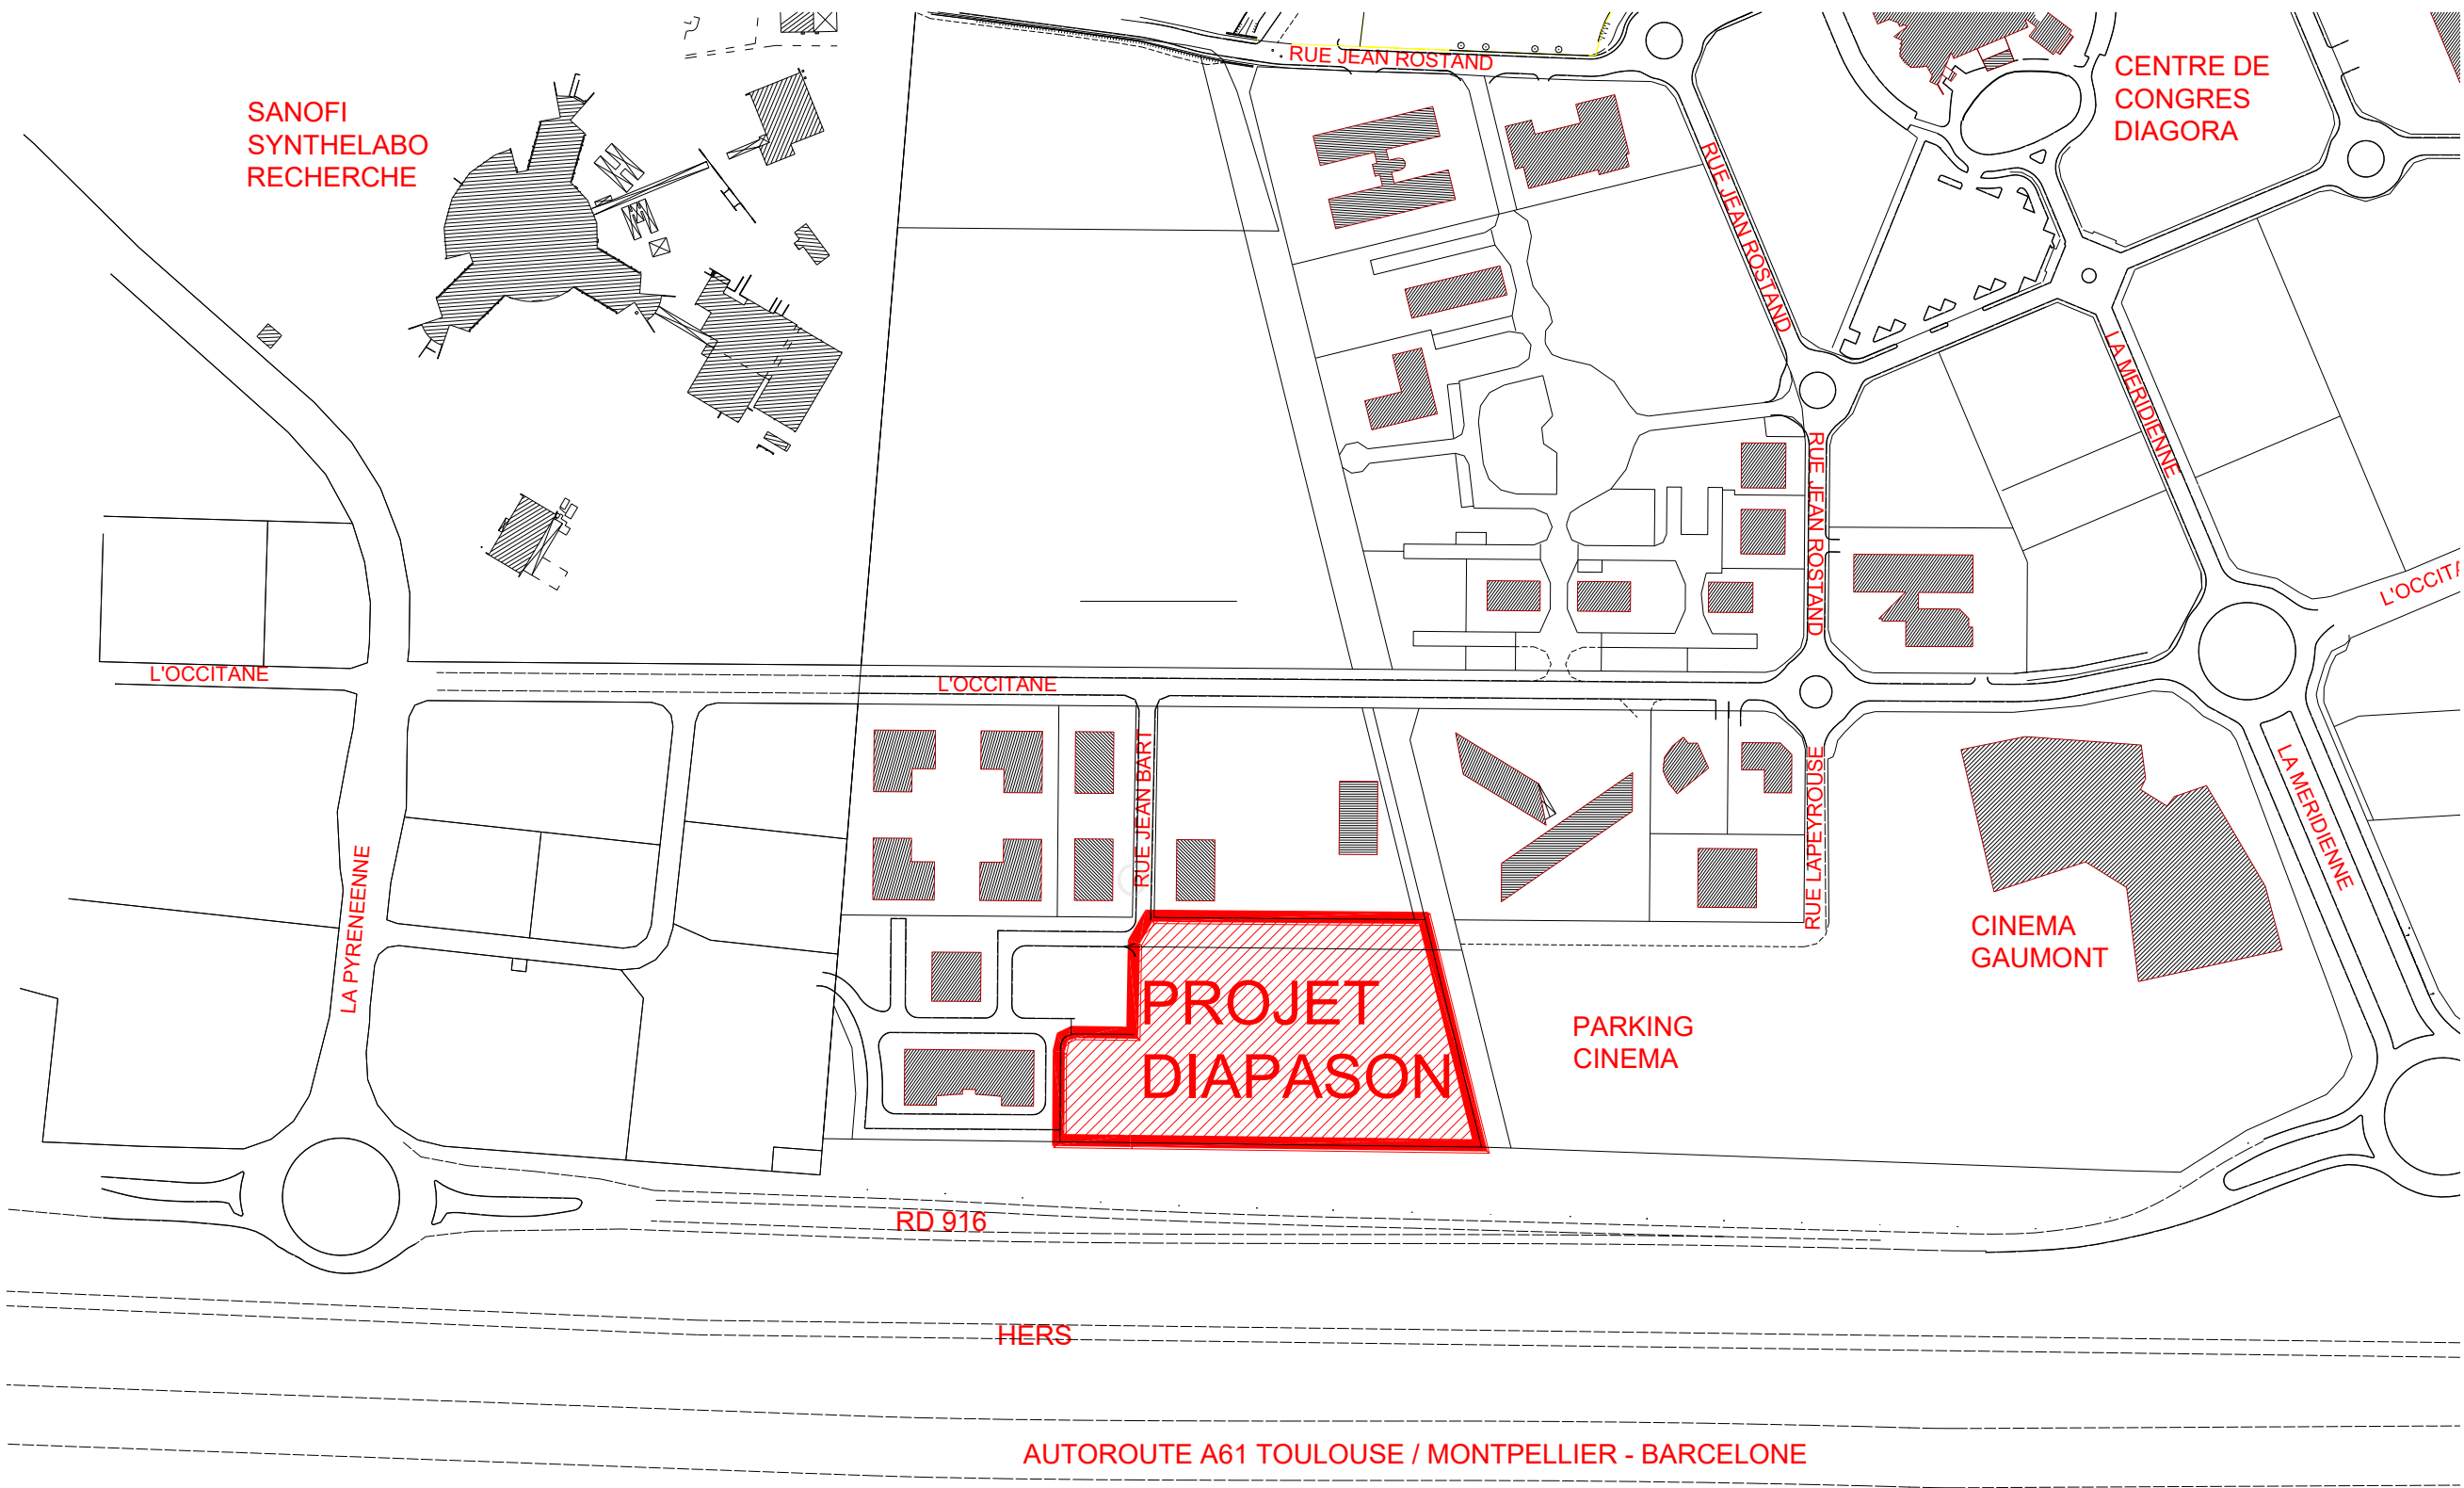 RUE JEAN ROSTAND
CENTRE DE
CONGRES
DIAGORA
SANOFI
SYNTHELABO
RECHERCHE
RUE JEAN ROSTAND
LA MERIDIENNE
RUE JEAN ROSTAND
L'OCCITA
L'OCCITANE
L'OCCITANE
RUE JEAN BART
RUE LAPEYROUSE
LA MERIDIENNE
LA PYRENEENNE
CINEMA
GAUMONT
PROJET
DIAPASON
PARKING
CINEMA
RD 916
HERS
AUTOROUTE A61 TOULOUSE / MONTPELLIER - BARCELONE